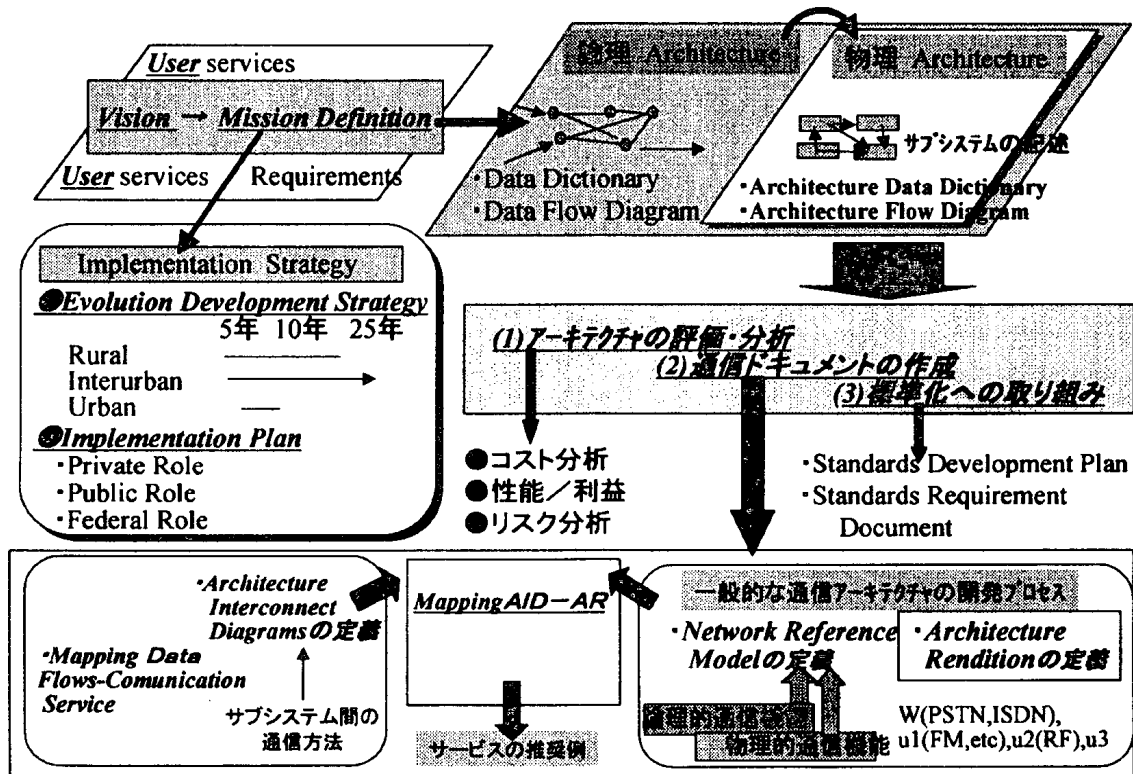 User services
Vision → Mission Definition
User services Requirements
論理 Architecture
・Data Dictionary
・Data Flow Diagram
物理 Architecture
サブシステムの記述
・Architecture Data Dictionary
・Architecture Flow Diagram
Implementation Strategy
Evolution Development Strategy
5年 10年 25年
Rural
Interurban
Urban
Implementation Plan
・Private Role
・Public Role
・Federal Role
(1)アーキテクチャの評価・分析
(2)通信ドキュメントの作成
(3)標準化への取り組み
●コスト分析
●性能／利益
●リスク分析
・Standards Development Plan
・Standards Requirement
Document
・Architecture
Interconnect
Diagramsの定義
・Mapping Data
Flows-Comunication
Service
サブシステム間の
通信方法
Mapping AID－AR
サービスの推奨例
一般的な通信アーキテクチャの開発プロセス
・Network Reference
Modelの定義
・Architecture
Renditionの定義
論理的通信機能
物理的通信機能
W(PSTN,ISDN),
u1(FM,etc),u2(RF),u3